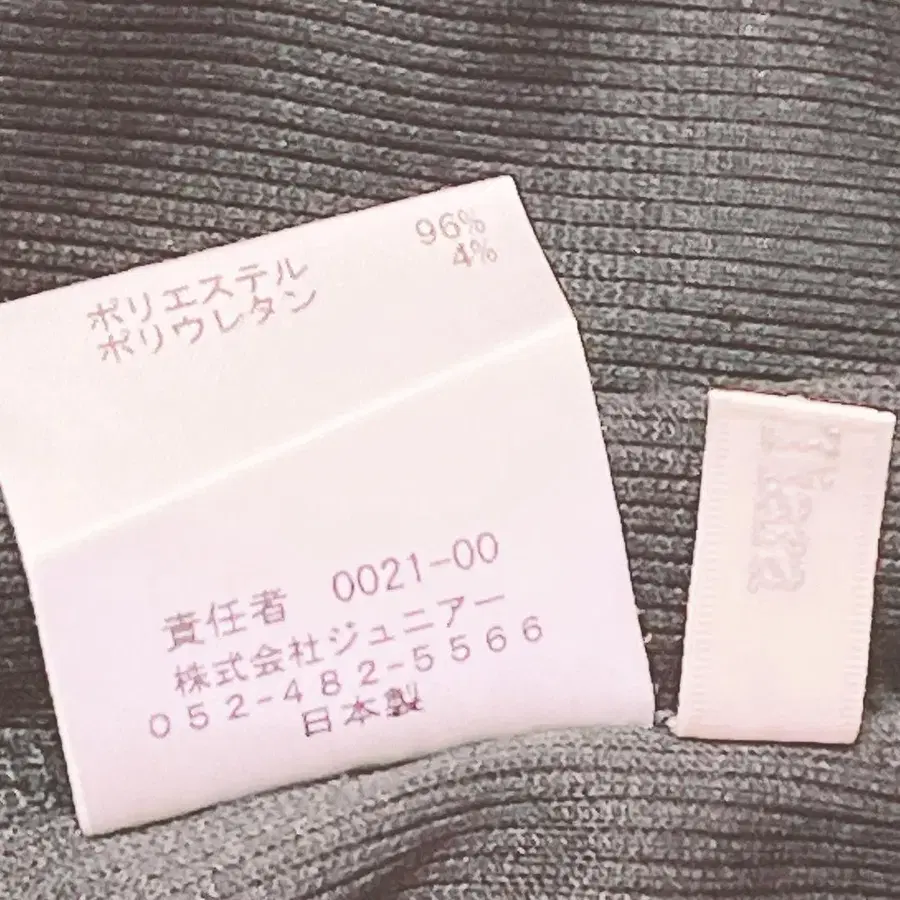 ポリエステル 96%
ポリウレタン 4%
責任者 0021-00
株式会社ジュニアー
052-482-5566
日本製